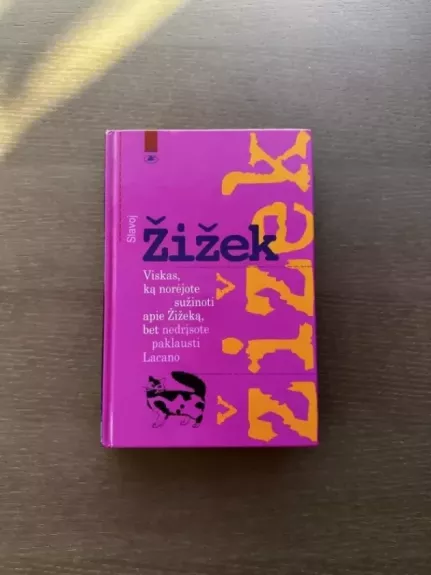 Slavoj
Žižek
Viskas,
ką norėjote
sužinoti
apie Žižeką,
bet nedrįsote
paklausti
Lacano
žižek